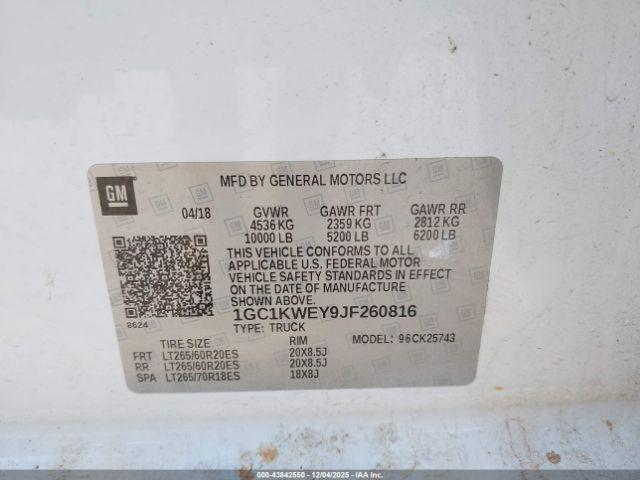 GM
MFD BY GENERAL MOTORS LLC
04/18 GVWR GAWR FRT GAWR RR
4536 KG 2359 KG 2812 KG
10000 LB 5200 LB 6200 LB
THIS VEHICLE CONFORMS TO ALL
APPLICABLE U.S. FEDERAL MOTOR
VEHICLE SAFETY STANDARDS IN EFFECT
ON THE DATE OF MANUFACTURE
SHOWN ABOVE.
8624
1GC1KWEY9JF260816
TYPE: TRUCK MODEL: 96CK25743
TIRE SIZE RIM
FRT LT265/60R20ES 20X8.5J
RR LT265/60R20ES 20X8.5J
SPA LT265/70R18ES 18X8J
000-43842550 - 12/04/2025 - IAAI.COM